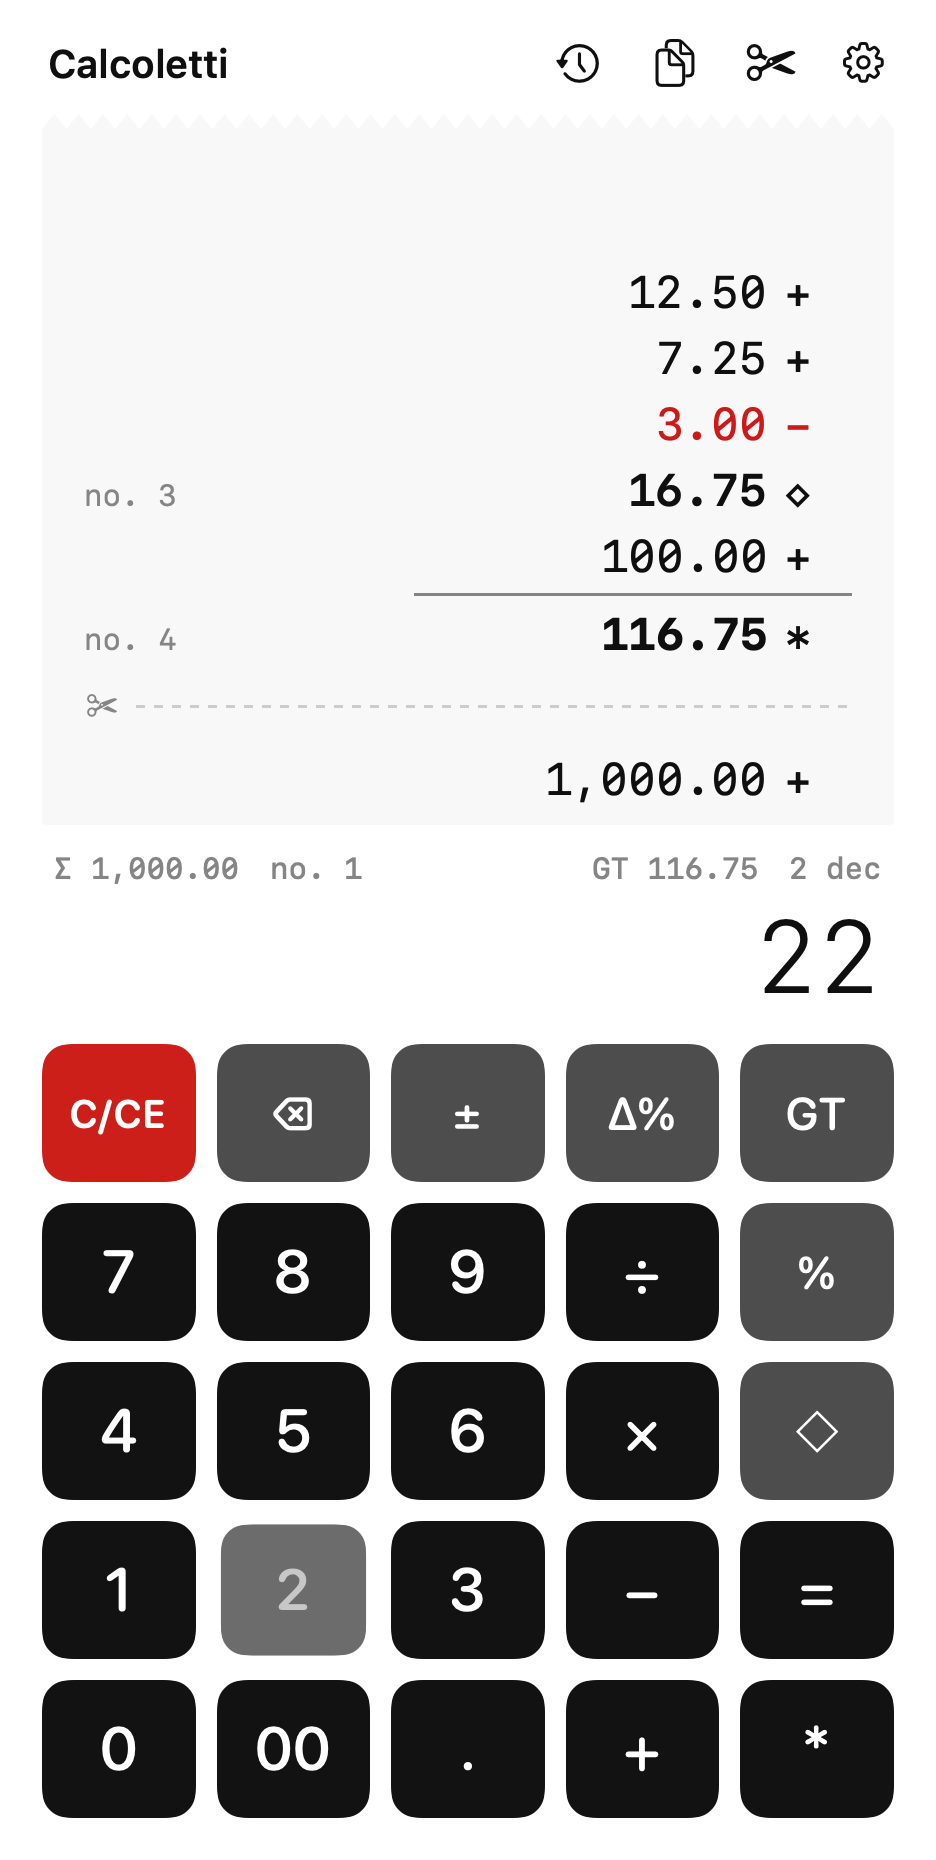 Calcoletti
12.50 +
7.25 +
3.00 −
no. 3 16.75 ◇
100.00 +
no. 4 116.75 *
1,000.00 +
Σ 1,000.00 no. 1 GT 116.75 2 dec
22
C/CE ⌫ ± Δ% GT
7 8 9 ÷ %
4 5 6 × ◇
1 2 3 − =
0 00 . + *